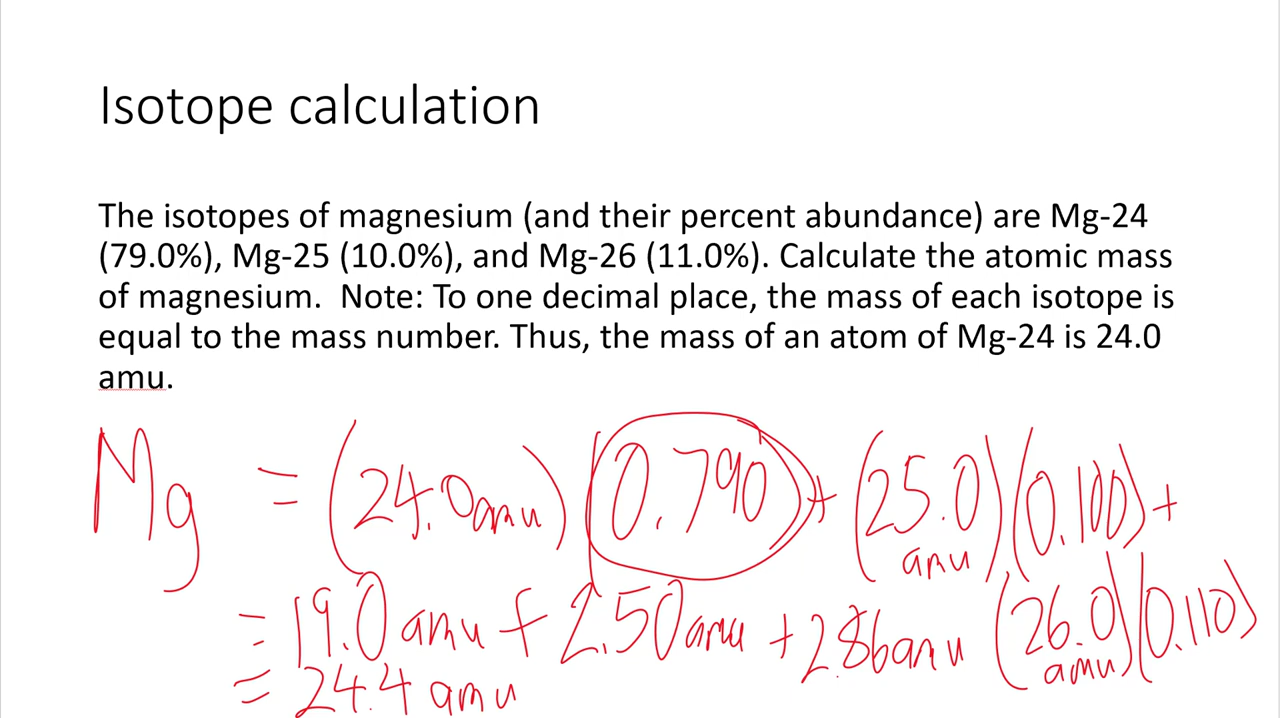 Isotope calculation
The isotopes of magnesium (and their percent abundance) are Mg-24
(79.0%), Mg-25 (10.0%), and Mg-26 (11.0%). Calculate the atomic mass
of magnesium.  Note: To one decimal place, the mass of each isotope is
equal to the mass number. Thus, the mass of an atom of Mg-24 is 24.0
amu.
Mg = (24.0 amu)(0.790) + (25.0 amu)(0.100) +
(26.0 amu)(0.110)
= 19.0 amu + 2.50 amu + 2.86 amu
= 24.4 amu